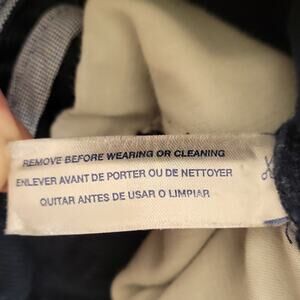 REMOVE BEFORE WEARING OR CLEANING
ENLEVER AVANT DE PORTER OU DE NETTOYER
QUITAR ANTES DE USAR O LIMPIAR